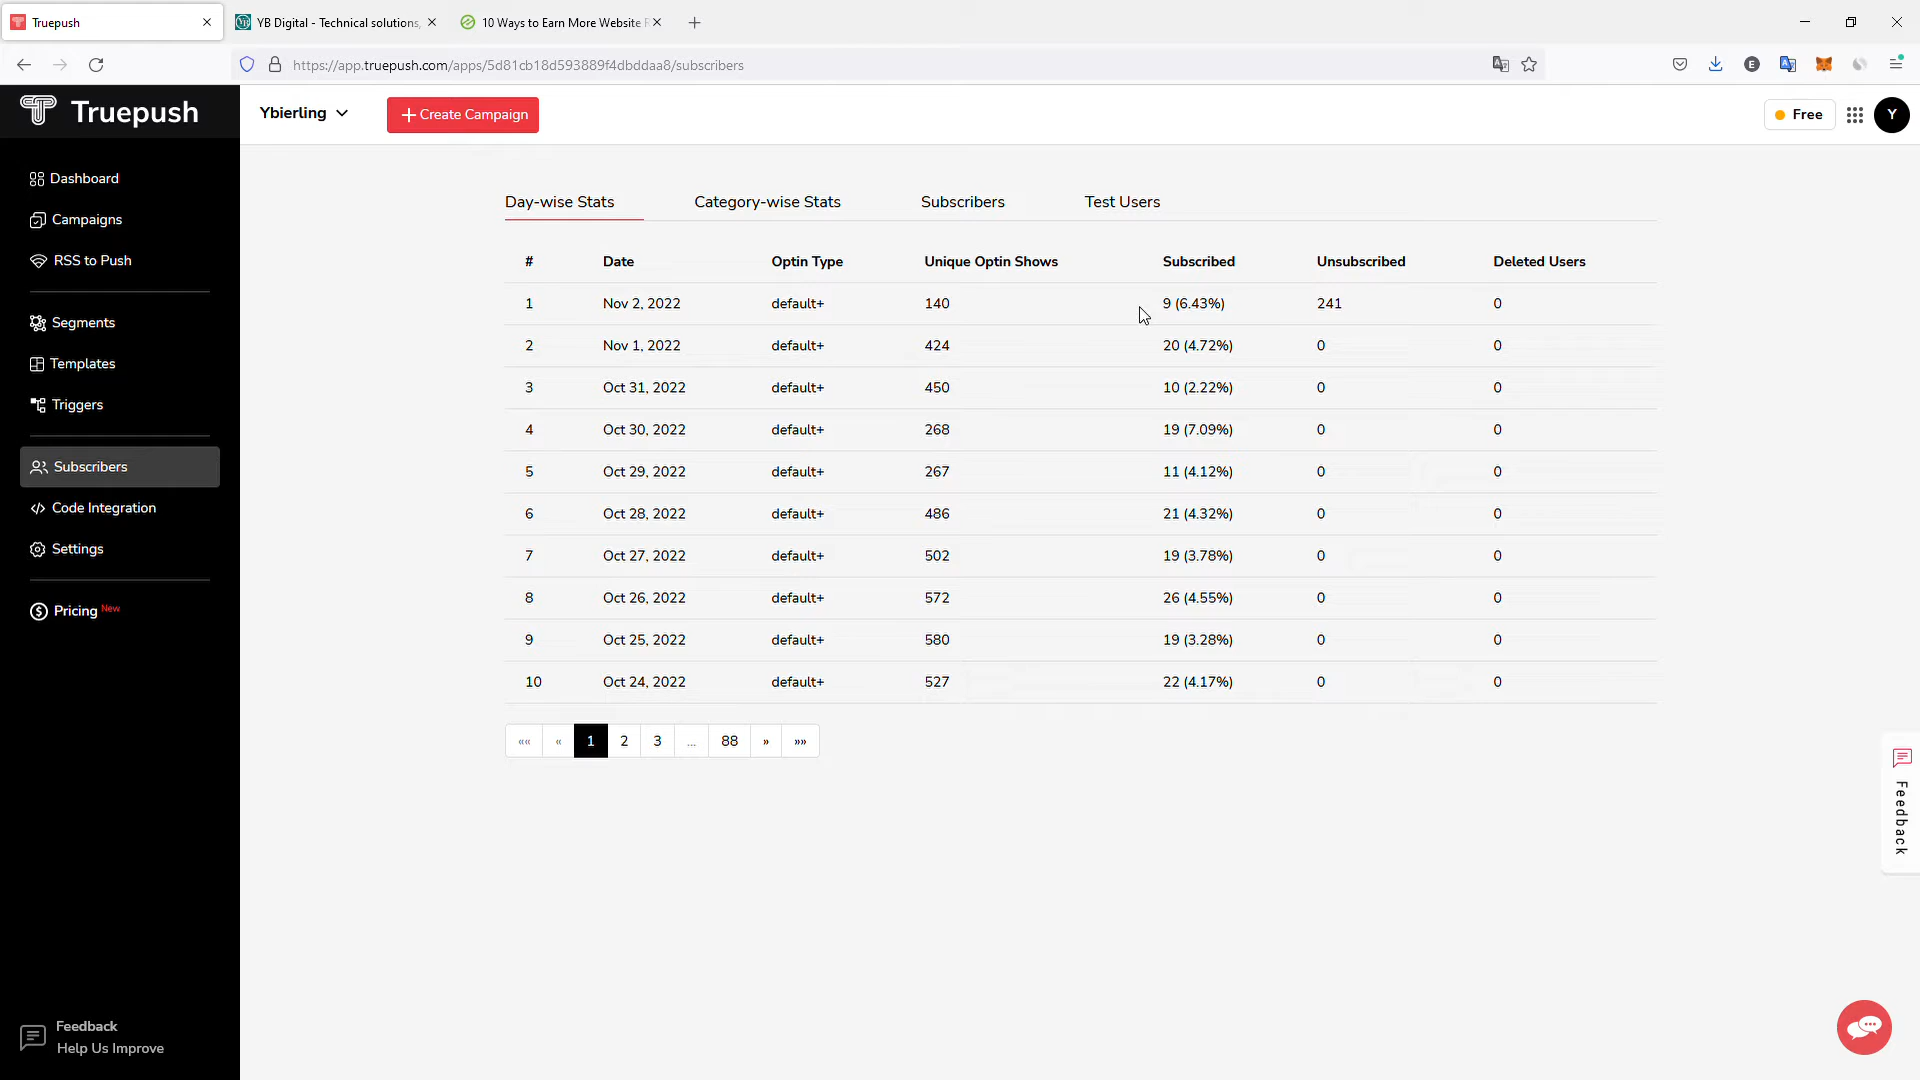 Truepush
YB Digital - Technical solutions,
10 Ways to Earn More Website
https://app.truepush.com/apps/5d81cb18d593889f4dbddaa8/subscribers
E
Truepush
Ybierling
+ Create Campaign
Free
Y
Dashboard
Campaigns
RSS to Push
Segments
Templates
Triggers
Subscribers
Code Integration
Settings
Pricing New
Feedback
Help Us Improve
Day-wise Stats Category-wise Stats Subscribers Test Users
# Date Optin Type Unique Optin Shows Subscribed Unsubscribed Deleted Users
1 Nov 2, 2022 default+ 140 9 (6.43%) 241 0
2 Nov 1, 2022 default+ 424 20 (4.72%) 0 0
3 Oct 31, 2022 default+ 450 10 (2.22%) 0 0
4 Oct 30, 2022 default+ 268 19 (7.09%) 0 0
5 Oct 29, 2022 default+ 267 11 (4.12%) 0 0
6 Oct 28, 2022 default+ 486 21 (4.32%) 0 0
7 Oct 27, 2022 default+ 502 19 (3.78%) 0 0
8 Oct 26, 2022 default+ 572 26 (4.55%) 0 0
9 Oct 25, 2022 default+ 580 19 (3.28%) 0 0
10 Oct 24, 2022 default+ 527 22 (4.17%) 0 0
«« « 1 2 3 ... 88 » »»
Feedback